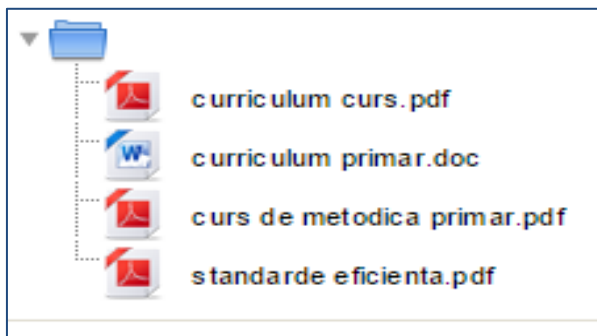 curriculum curs.pdf
curriculum primar.doc
curs de metodica primar.pdf
standarde eficienta.pdf